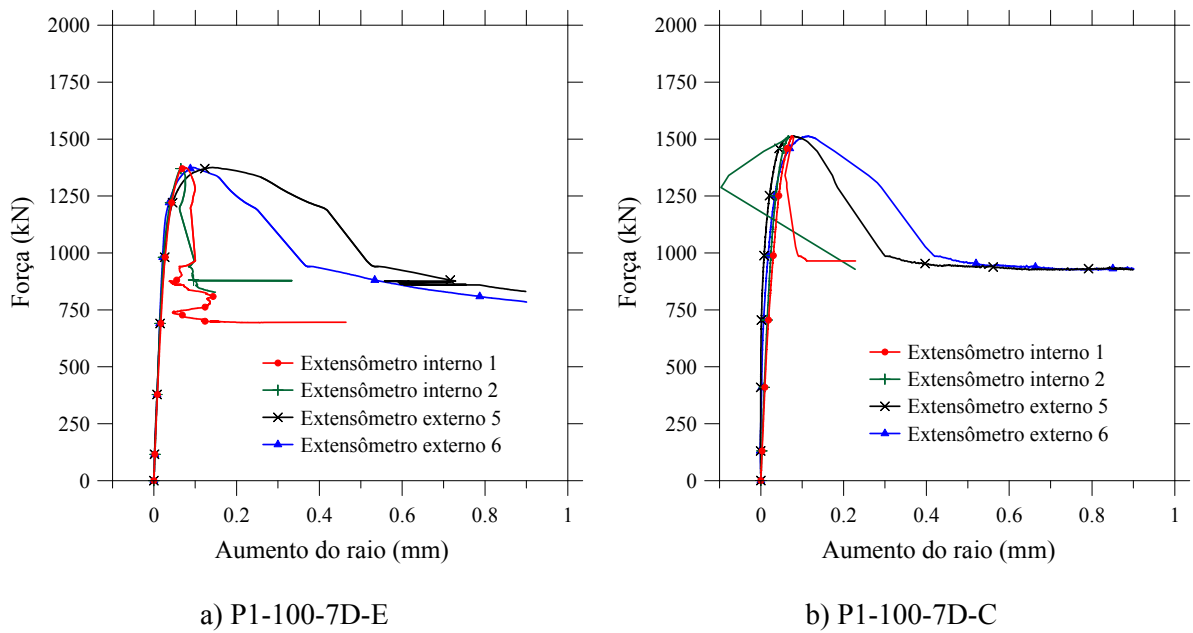 2000
1750
1500
1250
1000
750
500
250
0
Força (kN)
0 0.2 0.4 0.6 0.8 1
Aumento do raio (mm)
Extensômetro interno 1
Extensômetro interno 2
Extensômetro externo 5
Extensômetro externo 6
a) P1-100-7D-E
2000
1750
1500
1250
1000
750
500
250
0
Força (kN)
0 0.2 0.4 0.6 0.8 1
Aumento do raio (mm)
Extensômetro interno 1
Extensômetro interno 2
Extensômetro externo 5
Extensômetro externo 6
b) P1-100-7D-C